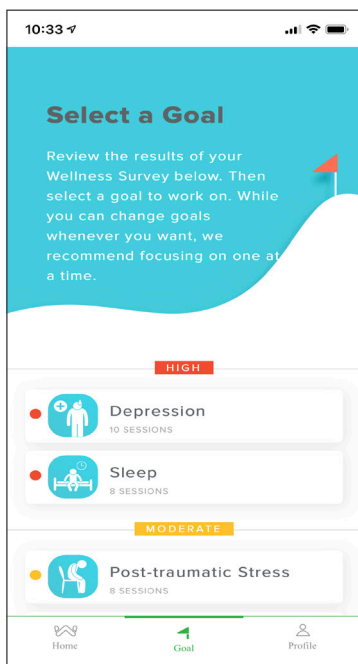 10:33
Select a Goal
Review the results of your
Wellness Survey below. Then
select a goal to work on. While
you can change goals
whenever you want, we
recommend focusing on one at
a time.
HIGH
Depression
10 SESSIONS
Sleep
8 SESSIONS
MODERATE
Post-traumatic Stress
8 SESSIONS
Home
Goal
Profile